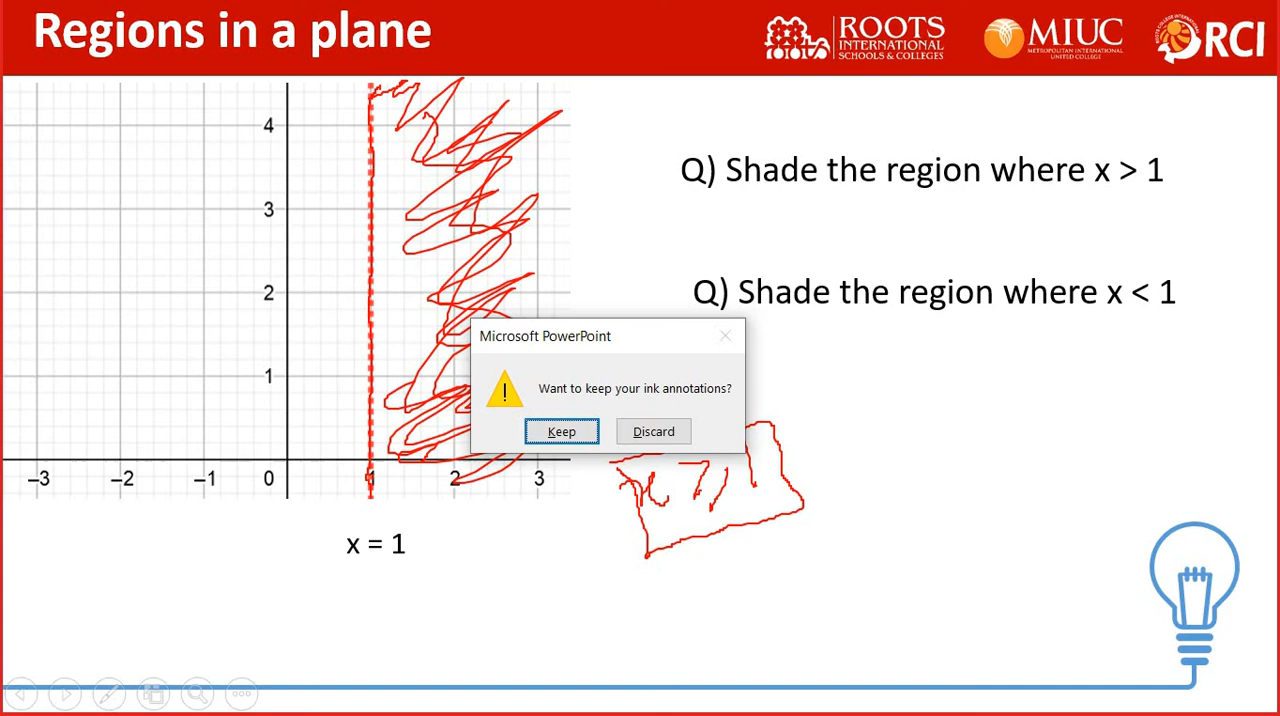 Regions in a plane
ROOTS
INTERNATIONAL
SCHOOLS & COLLEGES
MIUC
METROPOLITAN INTERNATIONAL
UNITED COLLEGE
RCI
4
3
2
1
-3 -2 -1 0 1 2 3
x = 1
Q) Shade the region where x > 1
Q) Shade the region where x < 1
Microsoft PowerPoint
Want to keep your ink annotations?
Keep Discard
x > 1